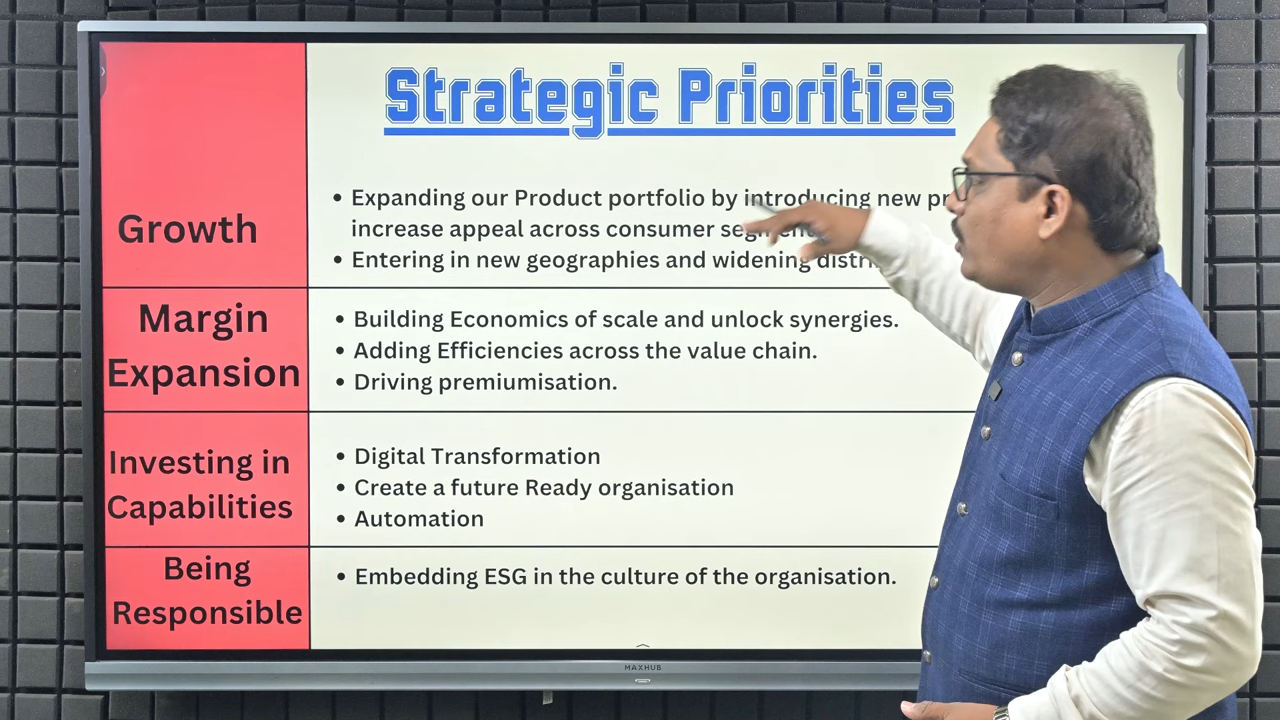 Strategic Priorities
Growth
• Expanding our Product portfolio by introducing new
increase appeal across consumer
• Entering in new geographies and widening
Margin
Expansion
• Building Economics of scale and unlock synergies.
• Adding Efficiencies across the value chain.
• Driving premiumisation.
Investing in
Capabilities
• Digital Transformation
• Create a future Ready organisation
• Automation
Being
Responsible
• Embedding ESG in the culture of the organisation.
MAXHUB